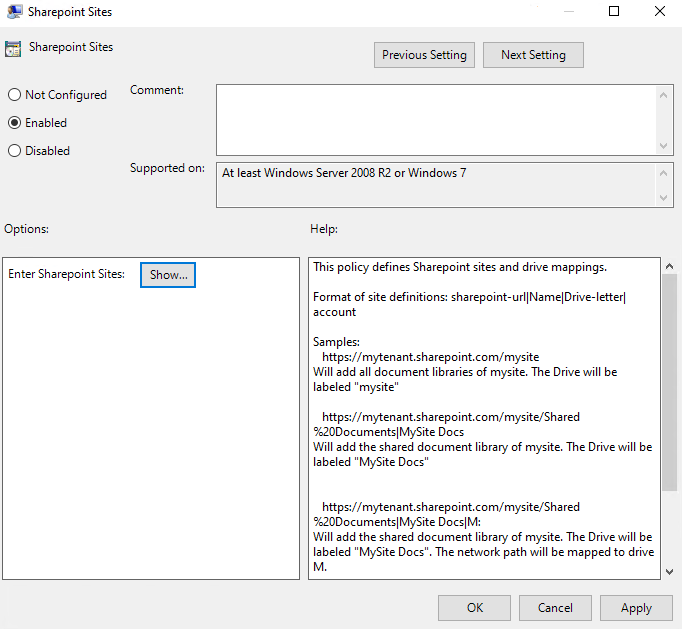 Sharepoint Sites
Sharepoint Sites
Previous Setting
Next Setting
Not Configured
Enabled
Disabled
Comment:
Supported on:
At least Windows Server 2008 R2 or Windows 7
Options:
Help:
Enter Sharepoint Sites:
Show...
This policy defines Sharepoint sites and drive mappings.
Format of site definitions: sharepoint-url|Name|Drive-letter|
account
Samples:
https://mytenant.sharepoint.com/mysite
Will add all document libraries of mysite. The Drive will be
labeled "mysite"
https://mytenant.sharepoint.com/mysite/Shared
%20Documents|MySite Docs
Will add the shared document library of mysite. The Drive will be
labeled "MySite Docs"
https://mytenant.sharepoint.com/mysite/Shared
%20Documents|MySite Docs|M:
Will add the shared document library of mysite. The Drive will be
labeled "MySite Docs". The network path will be mapped to drive
M.
OK
Cancel
Apply